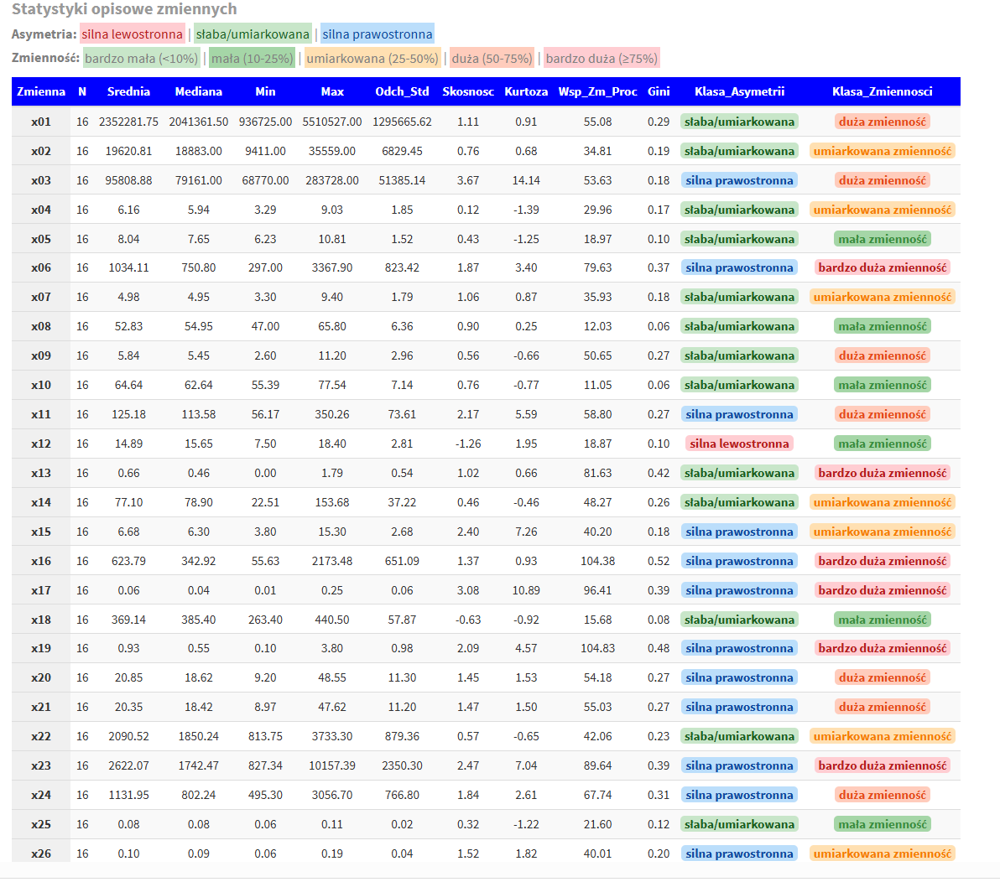 Statystyki opisowe zmiennych
Asymetria: silna lewostronna | słaba/umiarkowana | silna prawostronna
Zmienność: bardzo mała (<10%) | mała (10-25%) | umiarkowana (25-50%) | duża (50-75%) | bardzo duża (≥75%)
Zmienna N Srednia Mediana Min Max Odch_Std Skosnosc Kurtoza Wsp_Zm_Proc Gini Klasa_Asymetrii Klasa_Zmiennosci
x01 16 2352281.75 2041361.50 936725.00 5510527.00 1295665.62 1.11 0.91 55.08 0.29 słaba/umiarkowana duża zmienność
x02 16 19620.81 18883.00 9411.00 35559.00 6829.45 0.76 0.68 34.81 0.19 słaba/umiarkowana umiarkowana zmienność
x03 16 95808.88 79161.00 68770.00 283728.00 51385.14 3.67 14.14 53.63 0.18 silna prawostronna duża zmienność
x04 16 6.16 5.94 3.29 9.03 1.85 0.12 -1.39 29.96 0.17 słaba/umiarkowana umiarkowana zmienność
x05 16 8.04 7.65 6.23 10.81 1.52 0.43 -1.25 18.97 0.10 słaba/umiarkowana mała zmienność
x06 16 1034.11 750.80 297.00 3367.90 823.42 1.87 3.40 79.63 0.37 silna prawostronna bardzo duża zmienność
x07 16 4.98 4.95 3.30 9.40 1.79 1.06 0.87 35.93 0.18 słaba/umiarkowana umiarkowana zmienność
x08 16 52.83 54.95 47.00 65.80 6.36 0.90 0.25 12.03 0.06 słaba/umiarkowana mała zmienność
x09 16 5.84 5.45 2.60 11.20 2.96 0.56 -0.66 50.65 0.27 słaba/umiarkowana duża zmienność
x10 16 64.64 62.64 55.39 77.54 7.14 0.76 -0.77 11.05 0.06 słaba/umiarkowana mała zmienność
x11 16 125.18 113.58 56.17 350.26 73.61 2.17 5.59 58.80 0.27 silna prawostronna duża zmienność
x12 16 14.89 15.65 7.50 18.40 2.81 -1.26 1.95 18.87 0.10 silna lewostronna mała zmienność
x13 16 0.66 0.46 0.00 1.79 0.54 1.02 0.66 81.63 0.42 słaba/umiarkowana bardzo duża zmienność
x14 16 77.10 78.90 22.51 153.68 37.22 0.46 -0.46 48.27 0.26 słaba/umiarkowana umiarkowana zmienność
x15 16 6.68 6.30 3.80 15.30 2.68 2.40 7.26 40.20 0.18 silna prawostronna umiarkowana zmienność
x16 16 623.79 342.92 55.63 2173.48 651.09 1.37 0.93 104.38 0.52 silna prawostronna bardzo duża zmienność
x17 16 0.06 0.04 0.01 0.25 0.06 3.08 10.89 96.41 0.39 silna prawostronna bardzo duża zmienność
x18 16 369.14 385.40 263.40 440.50 57.87 -0.63 -0.92 15.68 0.08 słaba/umiarkowana mała zmienność
x19 16 0.93 0.55 0.10 3.80 0.98 2.09 4.57 104.83 0.48 silna prawostronna bardzo duża zmienność
x20 16 20.85 18.62 9.20 48.55 11.30 1.45 1.53 54.18 0.27 silna prawostronna duża zmienność
x21 16 20.35 18.42 8.97 47.62 11.20 1.47 1.50 55.03 0.27 silna prawostronna duża zmienność
x22 16 2090.52 1850.24 813.75 3733.30 879.36 0.57 -0.65 42.06 0.23 słaba/umiarkowana umiarkowana zmienność
x23 16 2622.07 1742.47 827.34 10157.39 2350.30 2.47 7.04 89.64 0.39 silna prawostronna bardzo duża zmienność
x24 16 1131.95 802.24 495.30 3056.70 766.80 1.84 2.61 67.74 0.31 silna prawostronna duża zmienność
x25 16 0.08 0.08 0.06 0.11 0.02 0.32 -1.22 21.60 0.12 słaba/umiarkowana mała zmienność
x26 16 0.10 0.09 0.06 0.19 0.04 1.52 1.82 40.01 0.20 silna prawostronna umiarkowana zmienność